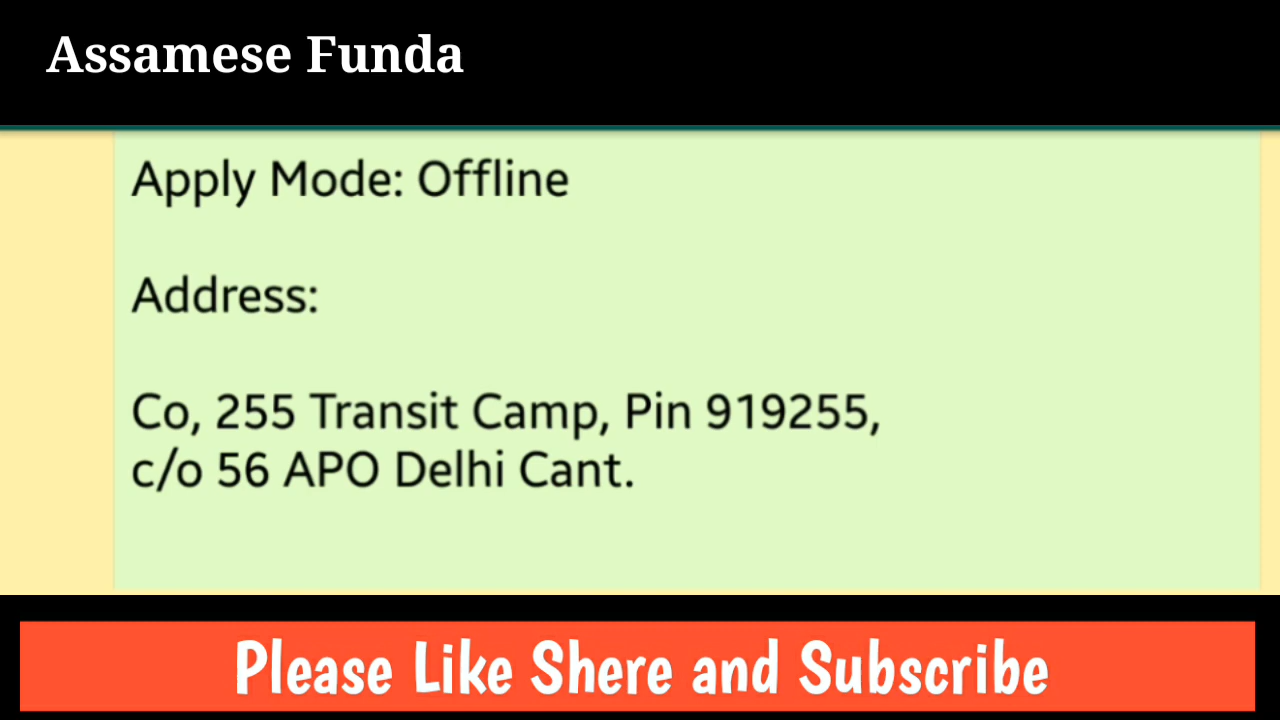 Assamese Funda
Apply Mode: Offline
Address:
Co, 255 Transit Camp, Pin 919255,
c/o 56 APO Delhi Cant.
Please Like Shere and Subscribe